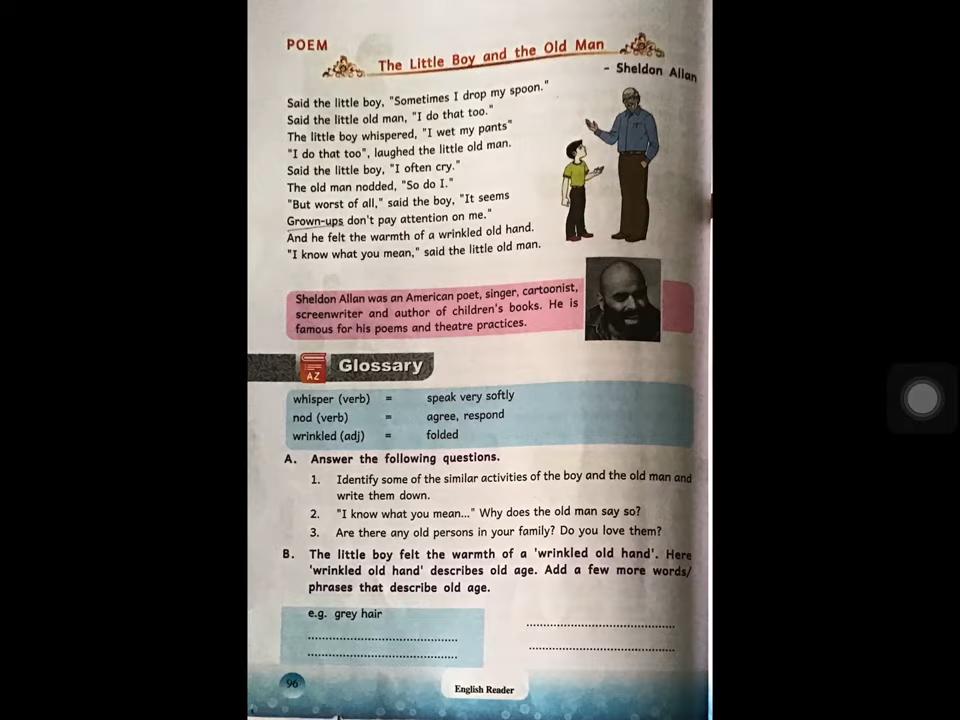 POEM
The Little Boy and the Old Man
- Sheldon Allan
Said the little boy, "Sometimes I drop my spoon."
Said the little old man, "I do that too."
The little boy whispered, "I wet my pants"
"I do that too", laughed the little old man.
Said the little boy, "I often cry."
The old man nodded, "So do I."
"But worst of all," said the boy, "It seems
Grown-ups don't pay attention on me."
And he felt the warmth of a wrinkled old hand.
"I know what you mean," said the little old man.
Sheldon Allan was an American poet, singer, cartoonist,
screenwriter and author of children's books. He is
famous for his poems and theatre practices.
AZ
Glossary
whisper (verb) = speak very softly
nod (verb) = agree, respond
wrinkled (adj) = folded
A. Answer the following questions.
1. Identify some of the similar activities of the boy and the old man and
write them down.
2. "I know what you mean..." Why does the old man say so?
3. Are there any old persons in your family? Do you love them?
B. The little boy felt the warmth of a 'wrinkled old hand'. Here
'wrinkled old hand' describes old age. Add a few more words/
phrases that describe old age.
e.g. grey hair
96
English Reader